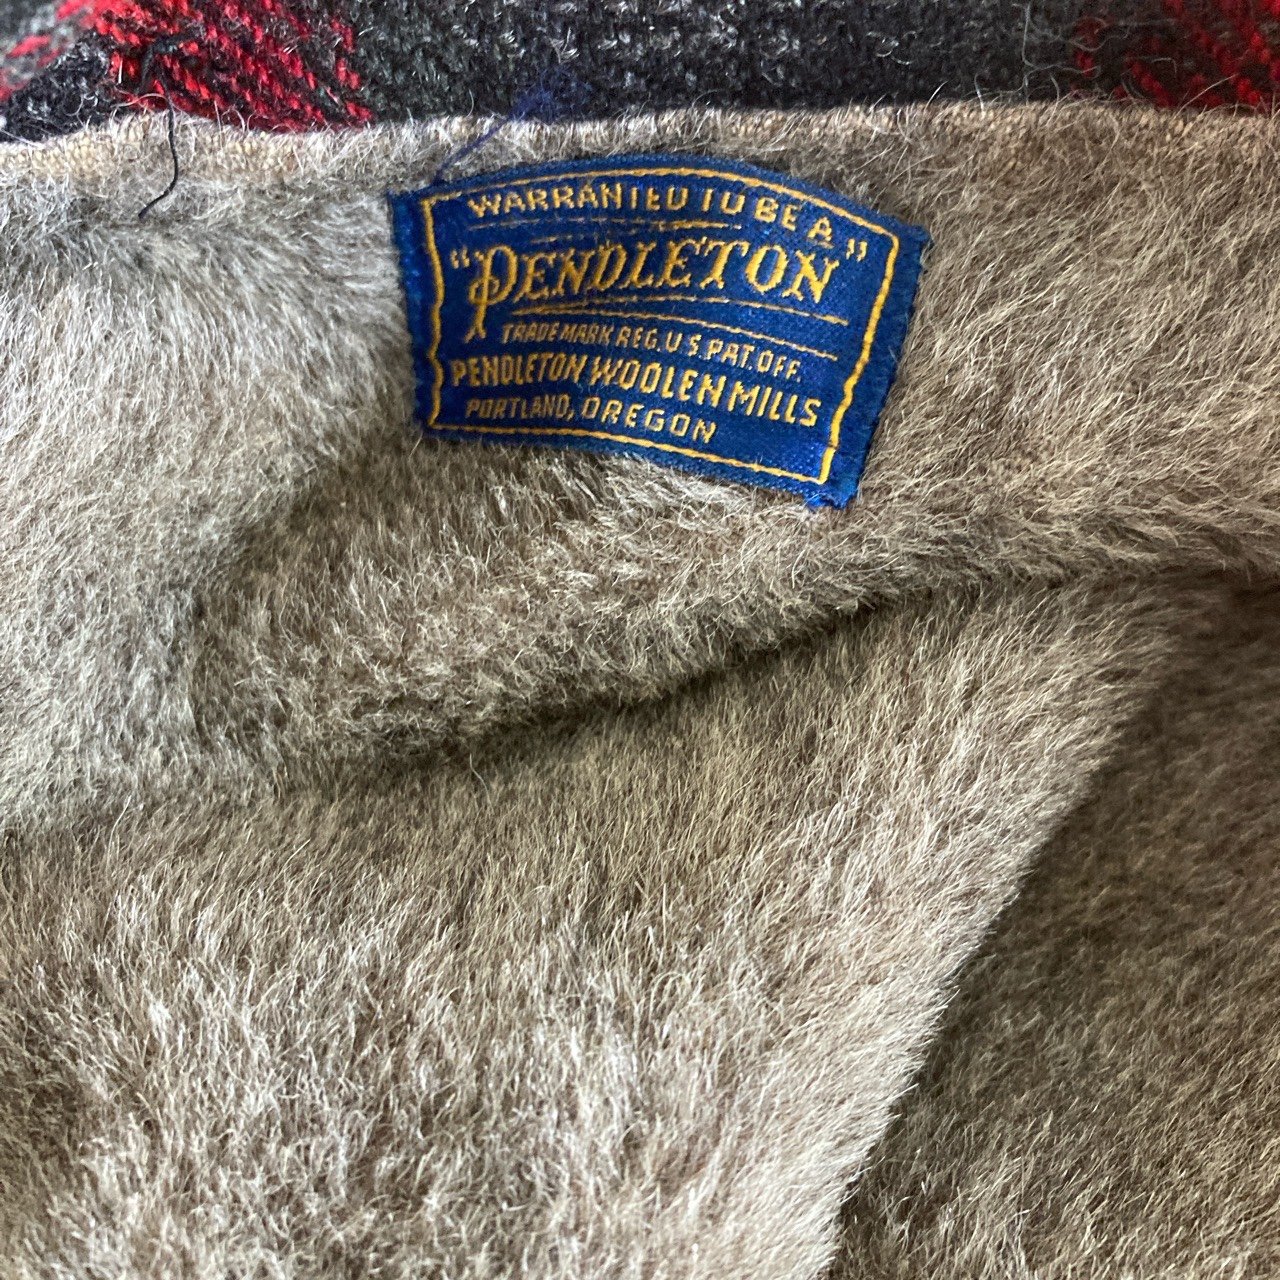 WARRANTED TO BE A
"PENDLETON"
TRADE MARK REG. U.S. PAT. OFF.
PENDLETON WOOLEN MILLS
PORTLAND, OREGON